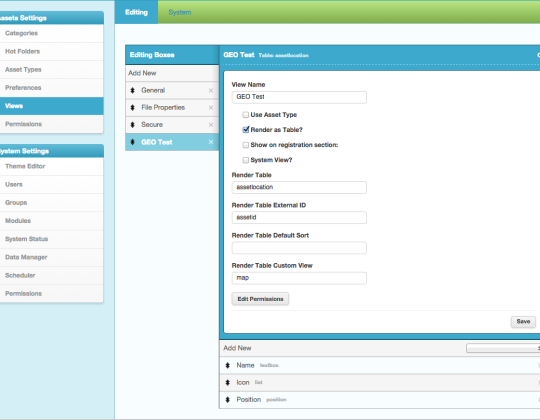 Assets Settings
Categories
Hot Folders
Asset Types
Preferences
Views
Permissions
System Settings
Theme Editor
Users
Groups
Modules
System Status
Data Manager
Scheduler
Permissions
Editing
System
Editing Boxes
Add New
General
File Properties
Secure
GEO Test
GEO Test Table: assetlocation
View Name
GEO Test
Use Asset Type
Render as Table?
Show on registration section:
System View?
Render Table
assetlocation
Render Table External ID
assetid
Render Table Default Sort
Render Table Custom View
map
Edit Permissions
Save
Add New
Name textbox
Icon list
Position position